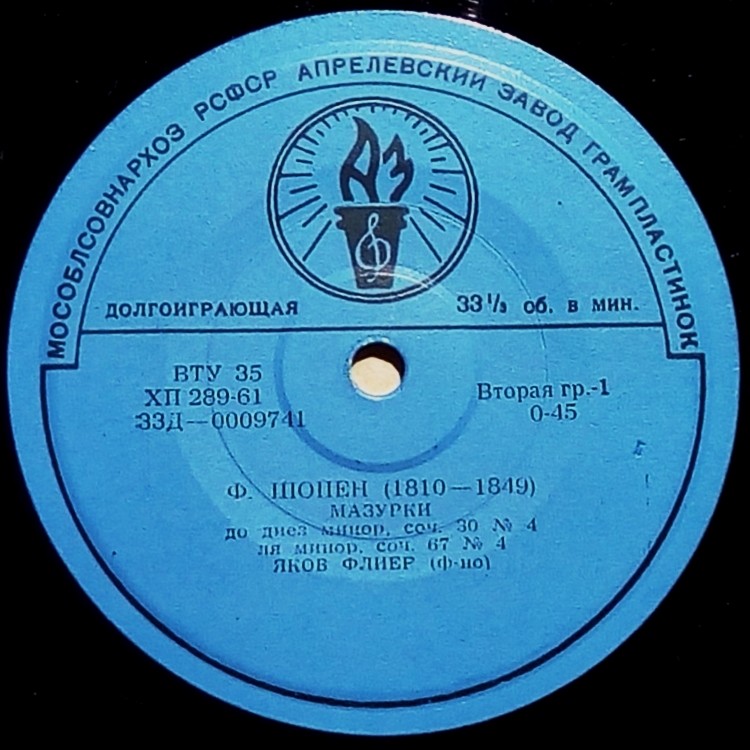 МОСОБЛСОВНАРХОЗ РСФСР АПРЕЛЕВСКИЙ ЗАВОД ГРАМПЛАСТИНОК
АЗ
ДОЛГОИГРАЮЩАЯ
33 1/3 об. в мин.
ВТУ 35
ХП 289-61
33Д—0009741
Вторая гр.-1
0-45
Ф. ШОПЕН (1810—1849)
МАЗУРКИ
до диез минор, соч. 30 № 4
ля минор, соч. 67 № 4
ЯКОВ ФЛИЕР (ф-но)